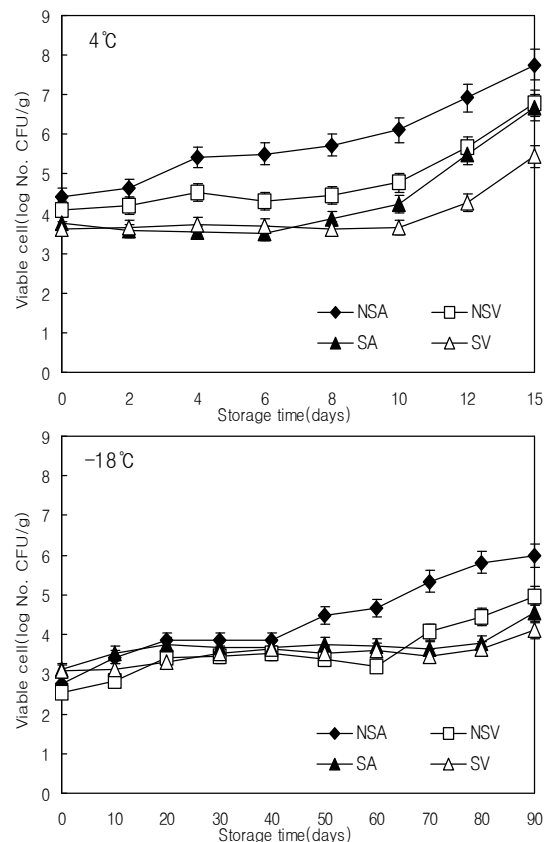 9
4℃
8
7
6
5
4
3
2
1
0
Viable cell(log No. CFU/g)
NSA NSV
SA SV
0 2 4 6 8 10 12 15
Storage time(days)
9
-18℃
8
7
6
5
4
3
2
1
0
Viable cell(log No. CFU/g)
NSA NSV
SA SV
0 10 20 30 40 50 60 70 80 90
Storage time(days)